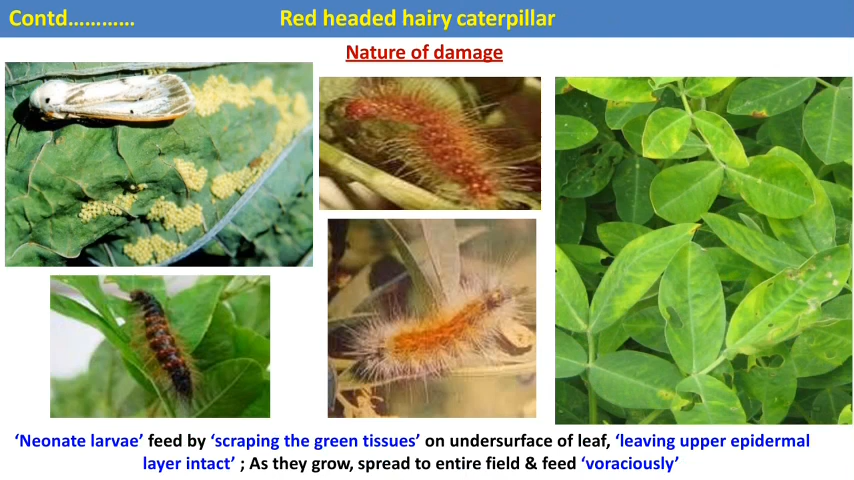 Contd…………
Red headed hairy caterpillar
Nature of damage
‘Neonate larvae’ feed by ‘scraping the green tissues’ on undersurface of leaf, ‘leaving upper epidermal
layer intact’ ; As they grow, spread to entire field & feed ‘voraciously’